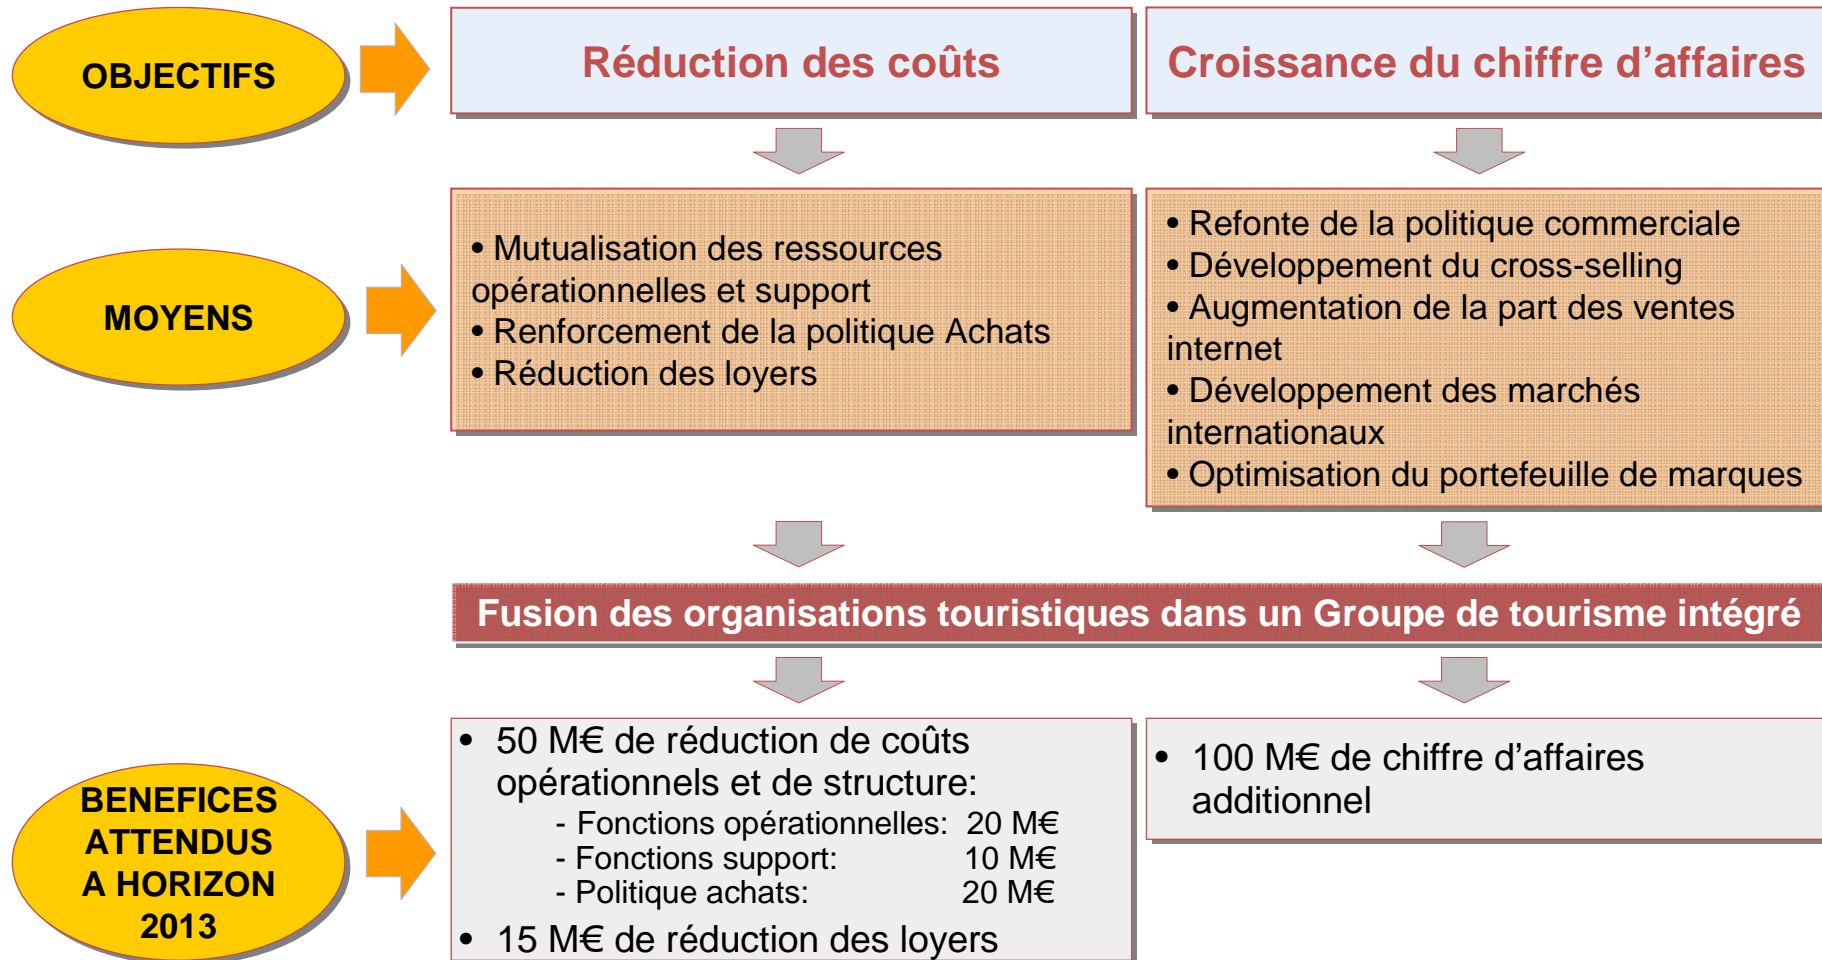 OBJECTIFS
Réduction des coûts
Croissance du chiffre d’affaires
MOYENS
• Mutualisation des ressources
opérationnelles et support
• Renforcement de la politique Achats
• Réduction des loyers
• Refonte de la politique commerciale
• Développement du cross-selling
• Augmentation de la part des ventes
internet
• Développement des marchés
internationaux
• Optimisation du portefeuille de marques
Fusion des organisations touristiques dans un Groupe de tourisme intégré
BENEFICES
ATTENDUS
A HORIZON
2013
• 50 M€ de réduction de coûts
opérationnels et de structure:
- Fonctions opérationnelles: 20 M€
- Fonctions support: 10 M€
- Politique achats: 20 M€
• 15 M€ de réduction des loyers
• 100 M€ de chiffre d’affaires
additionnel